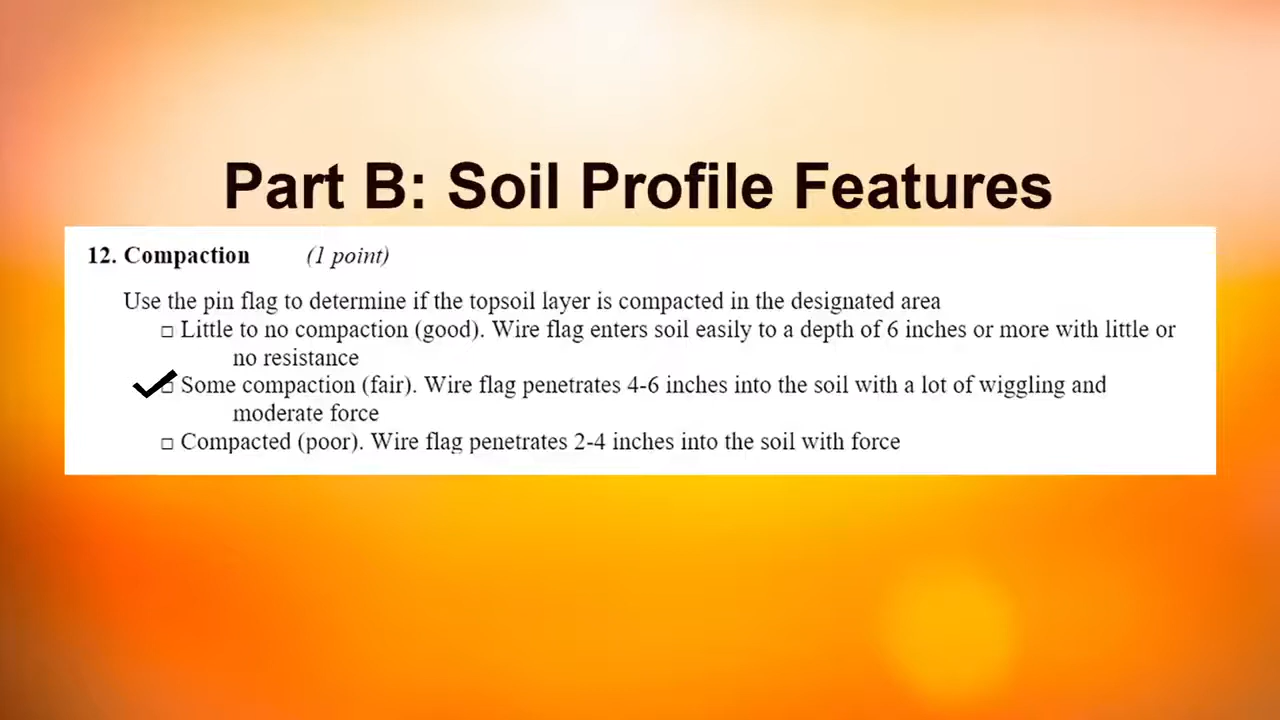 Part B: Soil Profile Features
12. Compaction (1 point)
Use the pin flag to determine if the topsoil layer is compacted in the designated area
□ Little to no compaction (good). Wire flag enters soil easily to a depth of 6 inches or more with little or
no resistance
□ Some compaction (fair). Wire flag penetrates 4-6 inches into the soil with a lot of wiggling and
moderate force
□ Compacted (poor). Wire flag penetrates 2-4 inches into the soil with force